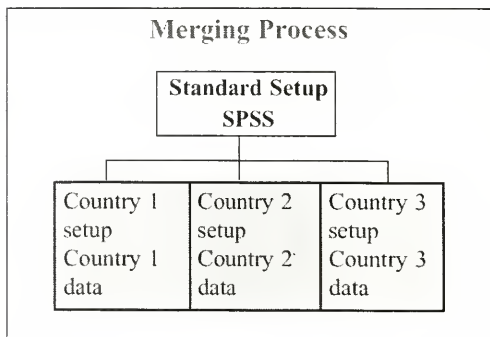 Merging Process
Standard Setup
SPSS
Country 1
setup
Country 1
data
Country 2
setup
Country 2
data
Country 3
setup
Country 3
data